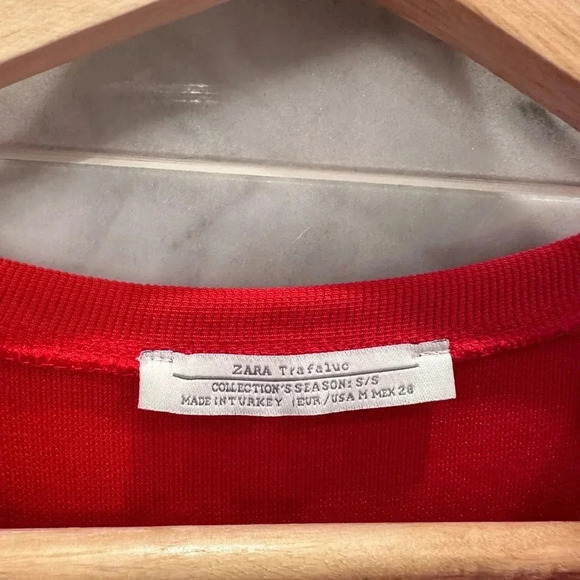 ZARA Trafaluc
COLLECTION'S SEASON: S/S
MADE IN TURKEY | EUR/USA M MEX 28